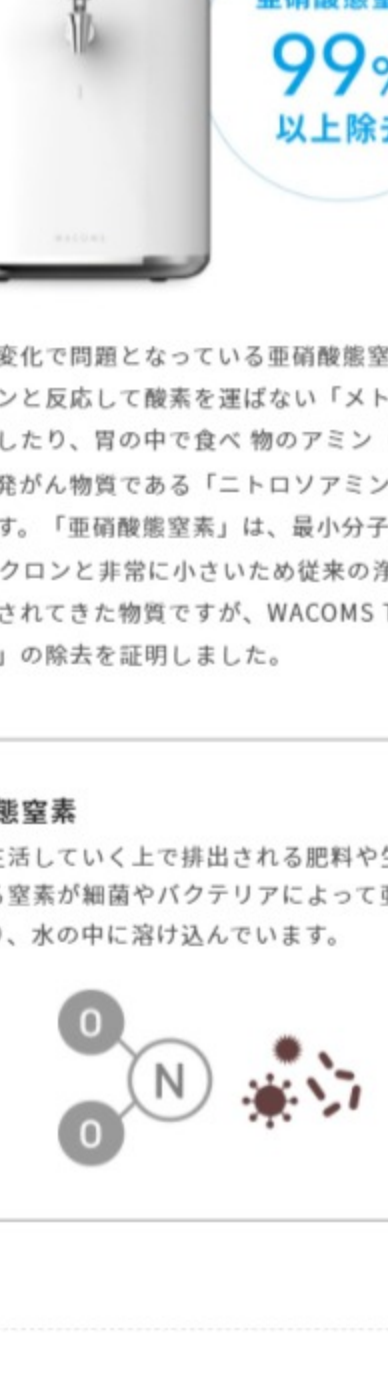 99%
以上除去
WACOMS
変化で問題となっている亜硝酸態窒
ンと反応して酸素を運ばない「メト
したり、胃の中で食べ 物のアミン
発がん物質である「ニトロソアミン
す。「亜硝酸態窒素」は、最小分子
クロンと非常に小さいため従来の浄
されてきた物質ですが、WACOMS T
」の除去を証明しました。
態窒素
生活していく上で排出される肥料や生
る窒素が細菌やバクテリアによって亜
り、水の中に溶け込んでいます。
O
N
O